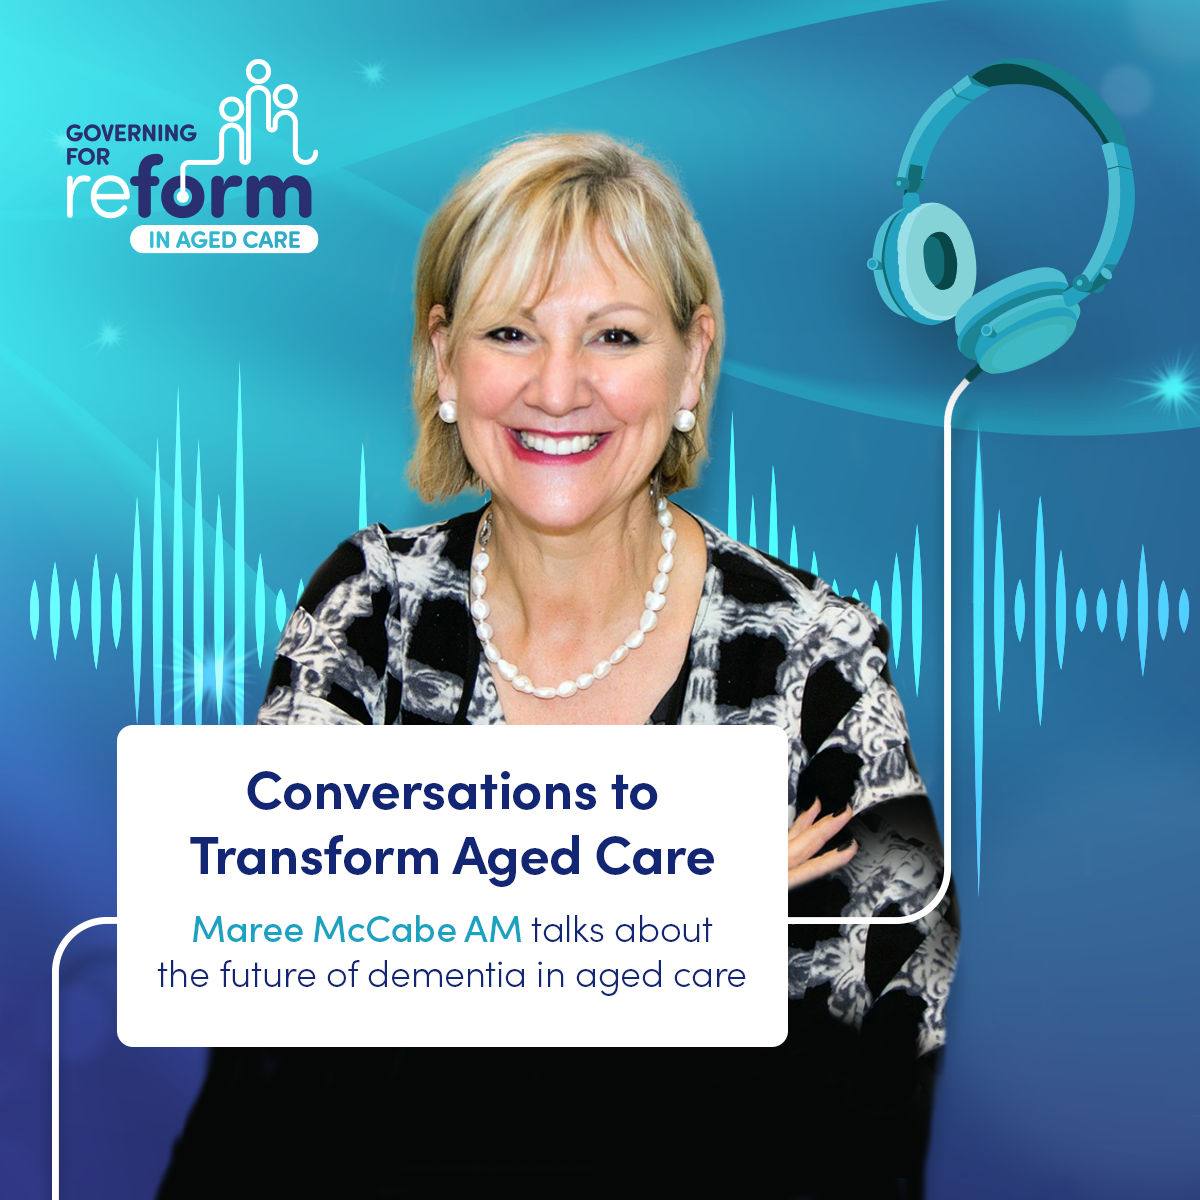 GOVERNING
FOR
reform
IN AGED CARE
Conversations to
Transform Aged Care
Maree McCabe AM talks about
the future of dementia in aged care